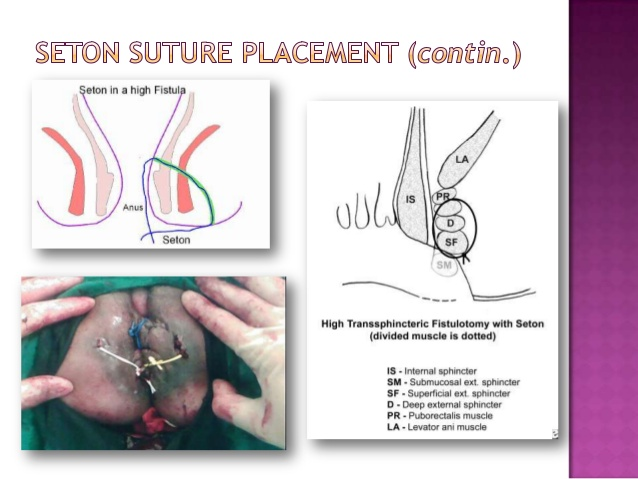 SETON SUTURE PLACEMENT (contin.)
Seton in a high Fistula
Anus
Seton
LA
IS
PR
D
SF
SM
High Transsphincteric Fistulotomy with Seton
(divided muscle is dotted)
IS - Internal sphincter
SM - Submucosal ext. sphincter
SF - Superficial ext. sphincter
D - Deep external sphincter
PR - Puborectalis muscle
LA - Levator ani muscle